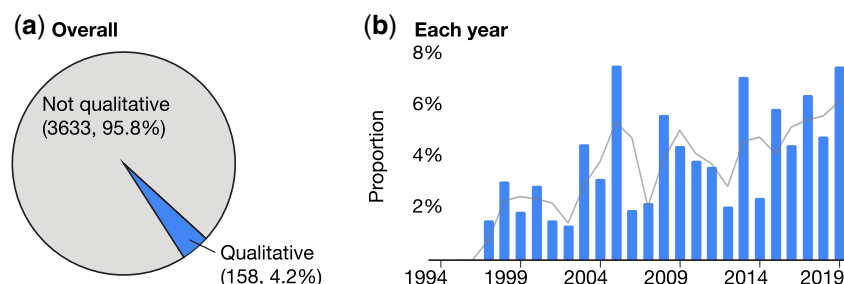 (a) Overall
Not qualitative
(3633, 95.8%)
Qualitative
(158, 4.2%)
(b) Each year
Proportion
8%
6%
4%
2%
1994 1999 2004 2009 2014 2019